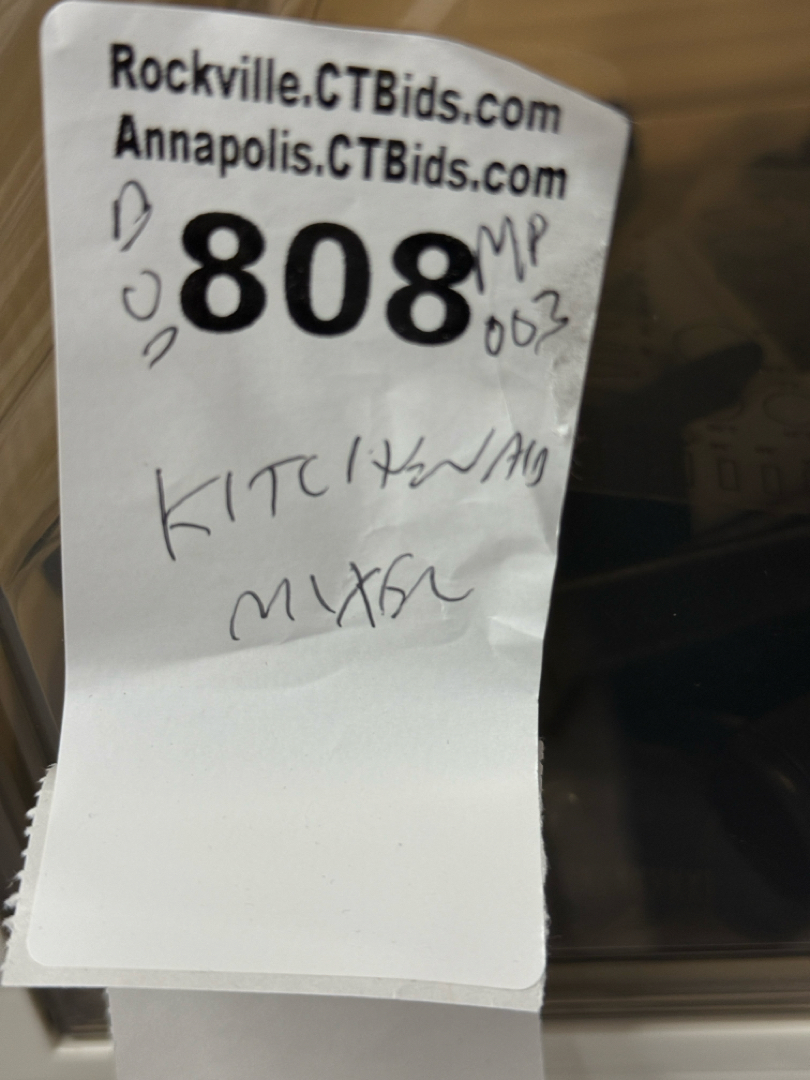 Rockville.CTBids.com
Annapolis.CTBids.com
808
MP
003
KITCHENAID
MIXER